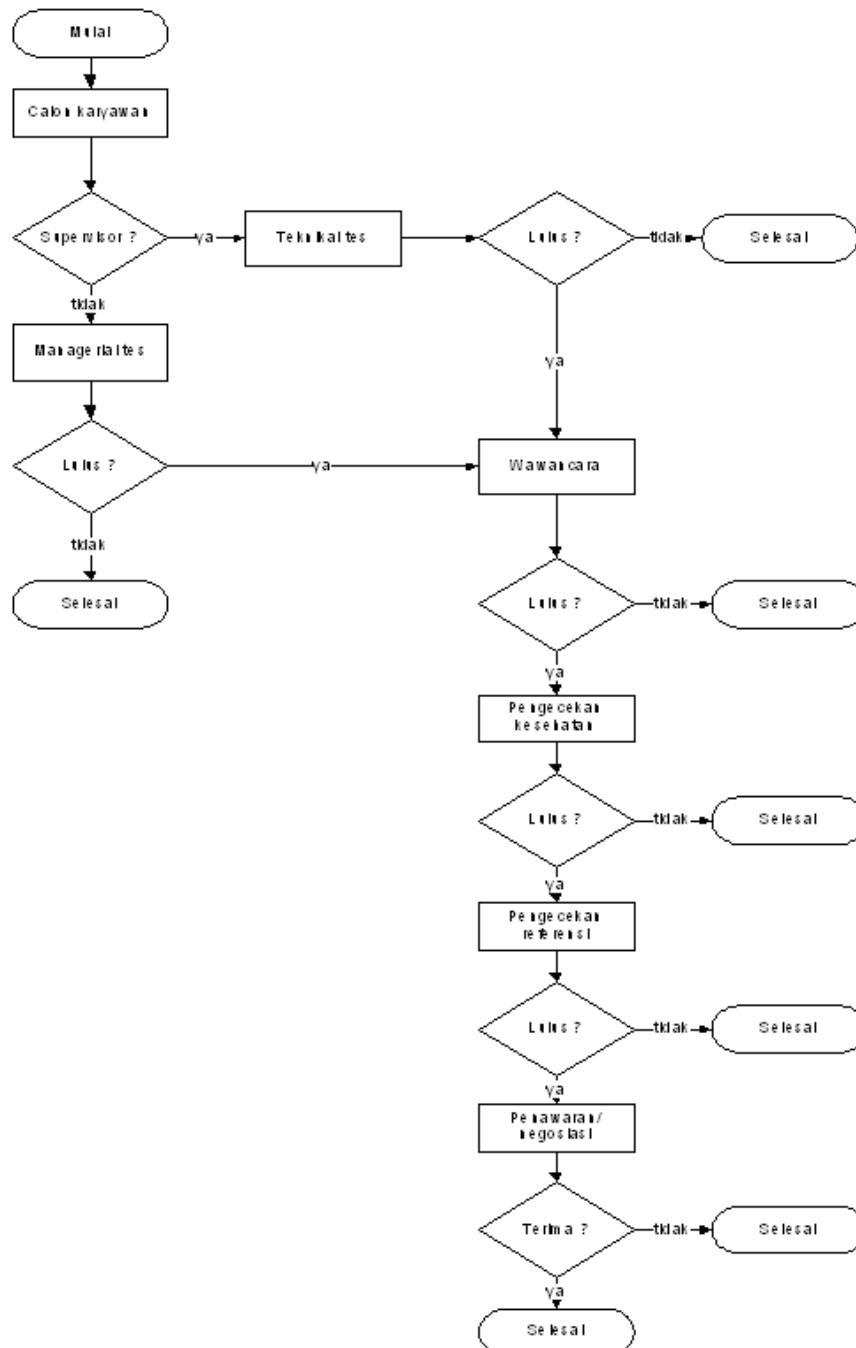 Mulai
Calon karyawan
Supervisor ?
ya
Teknikal tes
Lulus ?
tidak
Selesai
tidak
Managerial tes
ya
Lulus ?
ya
Wawancara
tidak
Selesai
Lulus ?
tidak
Selesai
ya
Pengecekan
kesehatan
Lulus ?
tidak
Selesai
ya
Pengecekan
referensi
Lulus ?
tidak
Selesai
ya
Penawaran/
negosiasi
Terima ?
tidak
Selesai
ya
Selesai